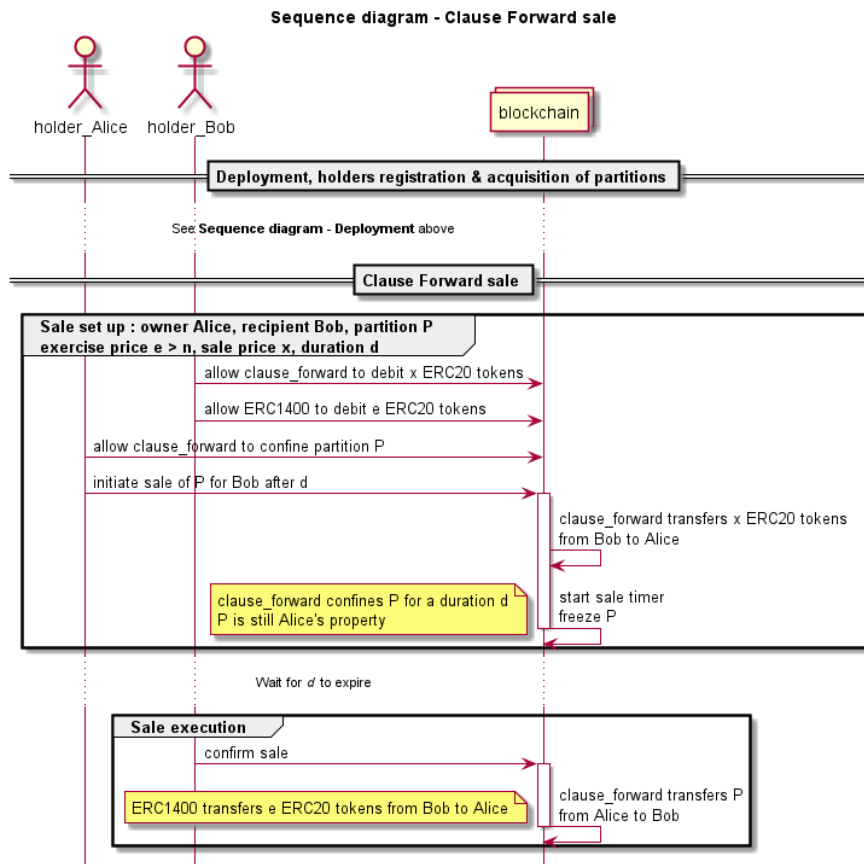 Sequence diagram - Clause Forward sale
holder_Alice
holder_Bob
blockchain
Deployment, holders registration & acquisition of partitions
See Sequence diagram - Deployment above
Clause Forward sale
Sale set up : owner Alice, recipient Bob, partition P
exercise price e > n, sale price x, duration d
allow clause_forward to debit x ERC20 tokens
allow ERC1400 to debit e ERC20 tokens
allow clause_forward to confine partition P
initiate sale of P for Bob after d
clause_forward transfers x ERC20 tokens
from Bob to Alice
clause_forward confines P for a duration d
P is still Alice's property
start sale timer
freeze P
Wait for d to expire
Sale execution
confirm sale
ERC1400 transfers e ERC20 tokens from Bob to Alice
clause_forward transfers P
from Alice to Bob